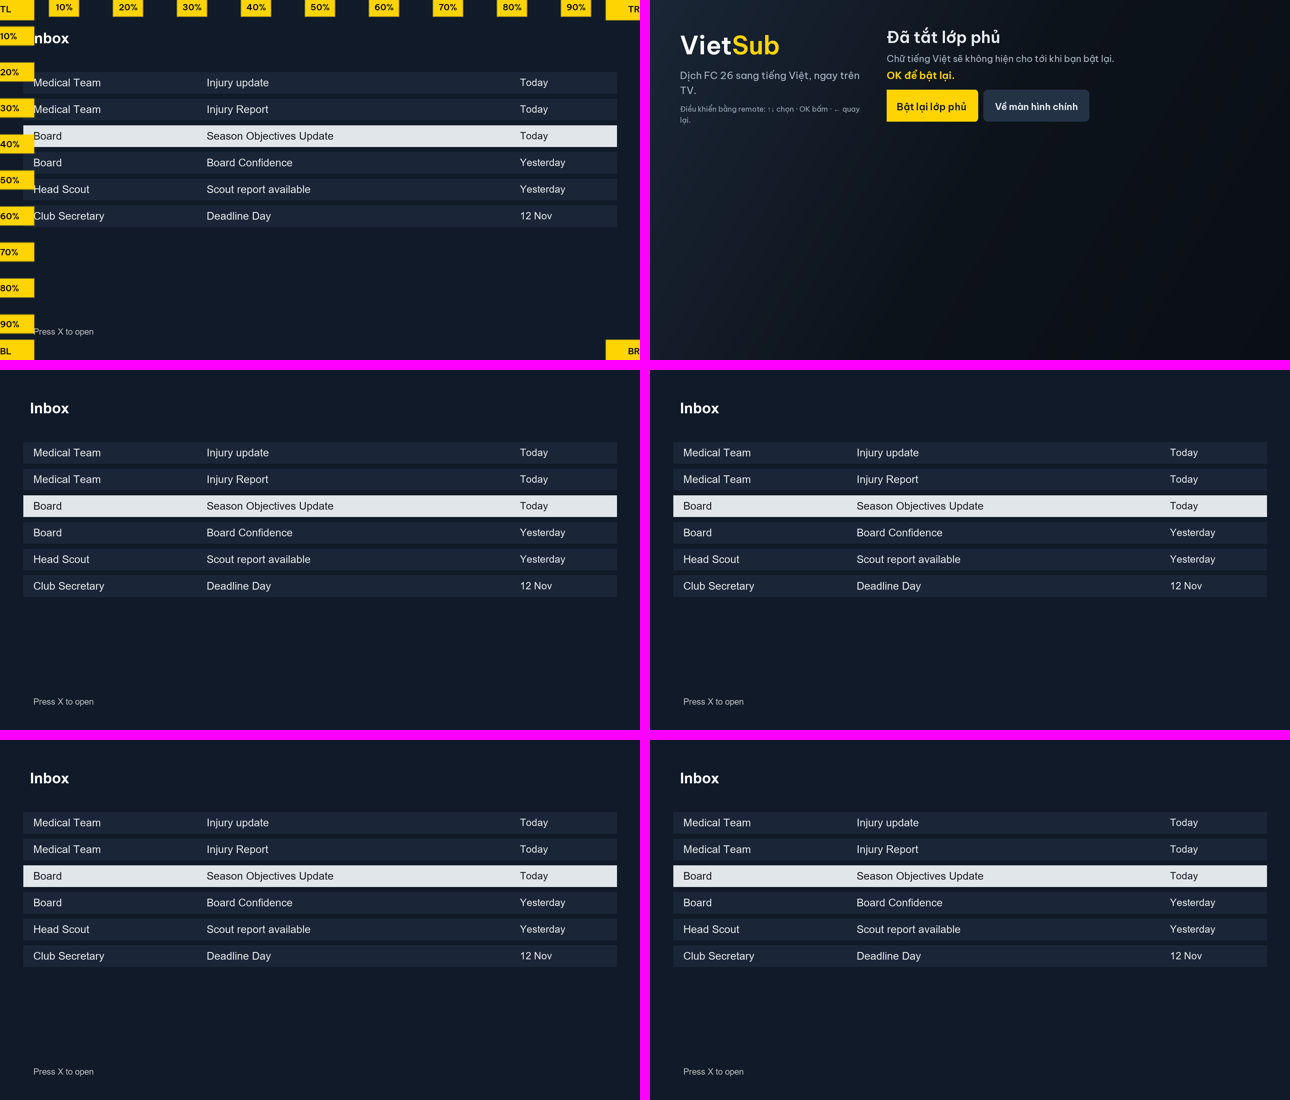 TL 10% 20% 30% 40% 50% 60% 70% 80% 90% TR
10% nbox
20%
Medical Team Injury update Today
30% Medical Team Injury Report Today
Board Season Objectives Update Today
40%
Board Board Confidence Yesterday
50% Head Scout Scout report available Yesterday
60% Club Secretary Deadline Day 12 Nov
70%
80%
90% Press X to open
BL BR
VietSub
Dịch FC 26 sang tiếng Việt, ngay trên
TV.
Điều khiển bằng remote: ↑↓ chọn · OK bấm · ← quay
lại.
Đã tắt lớp phủ
Chữ tiếng Việt sẽ không hiện cho tới khi bạn bật lại.
OK để bật lại.
Bật lại lớp phủ Về màn hình chính
Inbox
Medical Team Injury update Today
Medical Team Injury Report Today
Board Season Objectives Update Today
Board Board Confidence Yesterday
Head Scout Scout report available Yesterday
Club Secretary Deadline Day 12 Nov
Press X to open
Inbox
Medical Team Injury update Today
Medical Team Injury Report Today
Board Season Objectives Update Today
Board Board Confidence Yesterday
Head Scout Scout report available Yesterday
Club Secretary Deadline Day 12 Nov
Press X to open
Inbox
Medical Team Injury update Today
Medical Team Injury Report Today
Board Season Objectives Update Today
Board Board Confidence Yesterday
Head Scout Scout report available Yesterday
Club Secretary Deadline Day 12 Nov
Press X to open
Inbox
Medical Team Injury update Today
Medical Team Injury Report Today
Board Season Objectives Update Today
Board Board Confidence Yesterday
Head Scout Scout report available Yesterday
Club Secretary Deadline Day 12 Nov
Press X to open